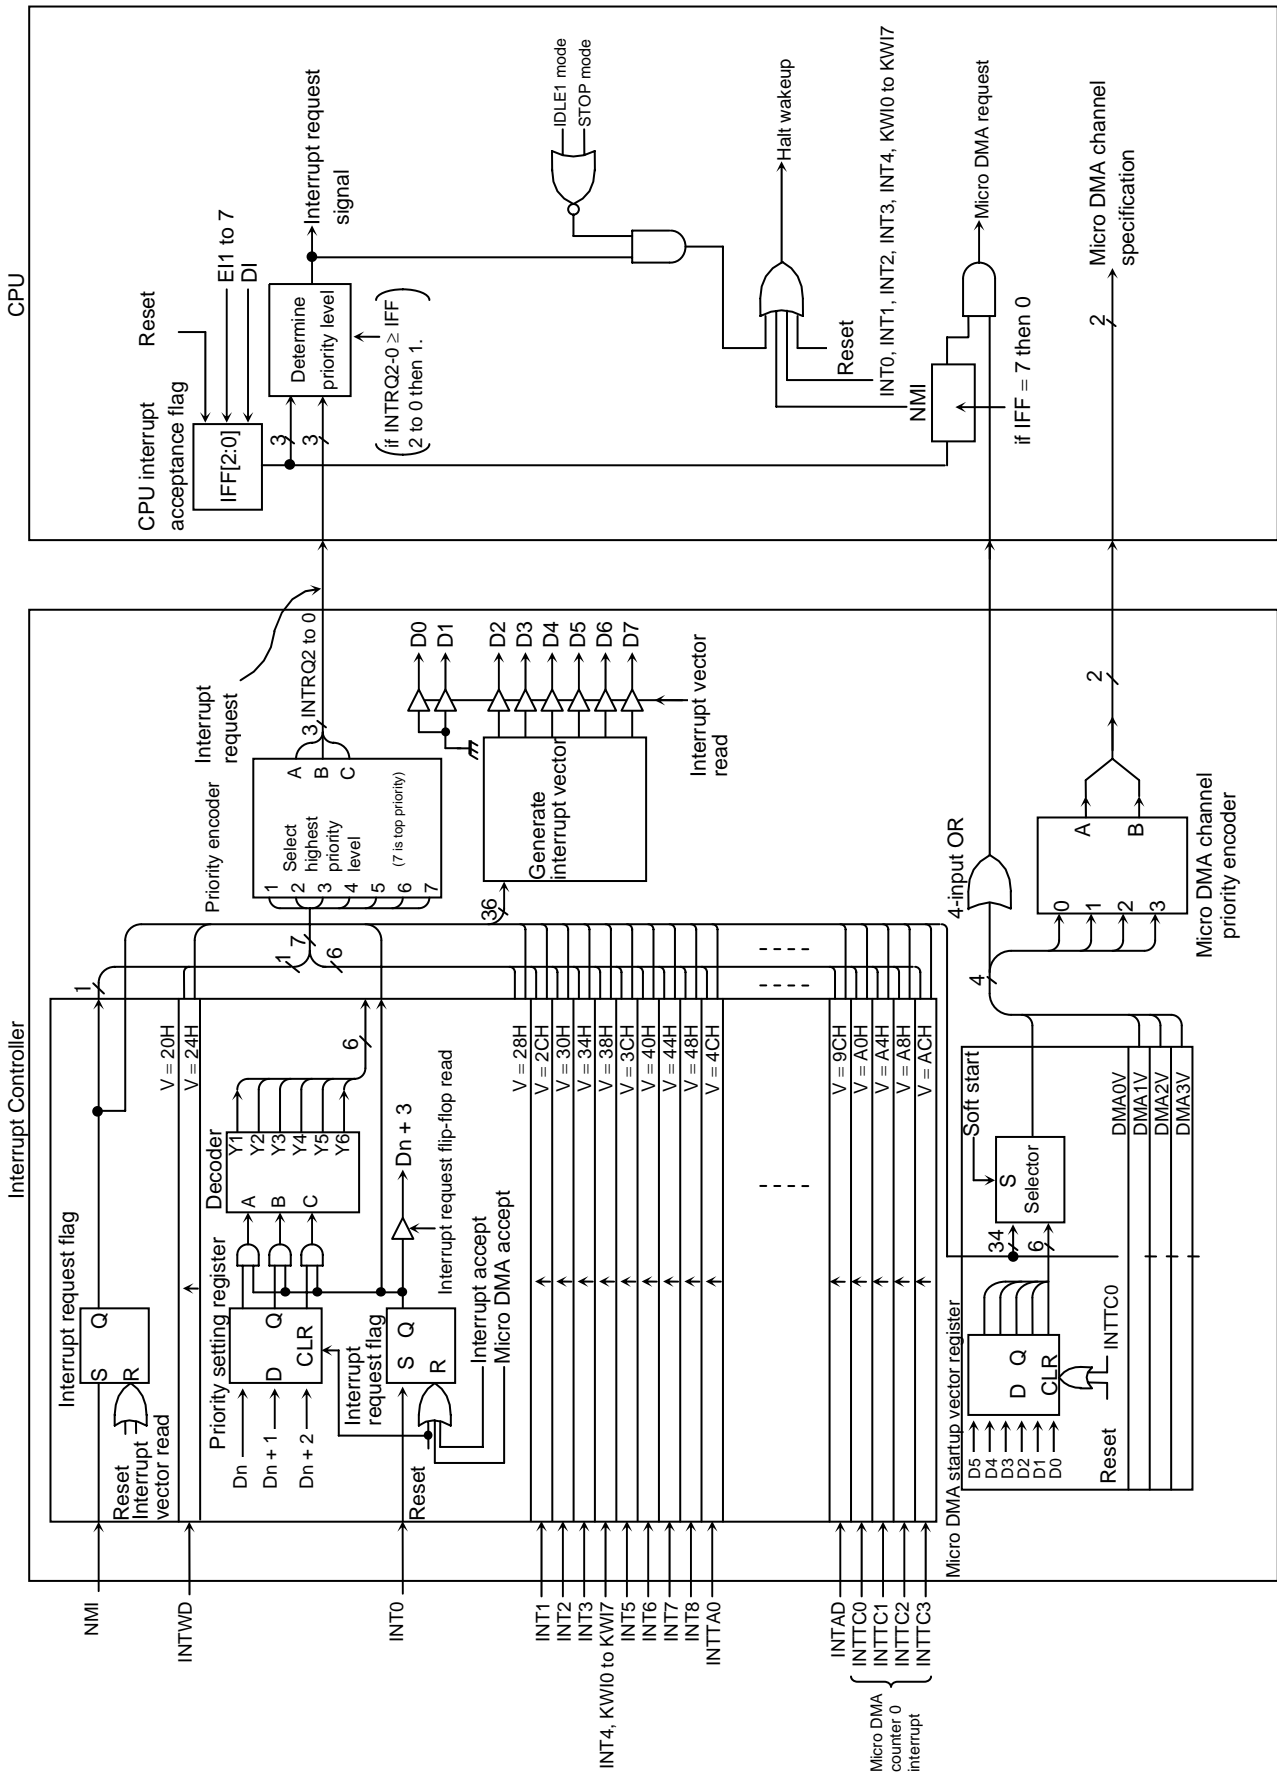 Interrupt Controller
CPU
NMI
INTWD
INT0
INT1
INT2
INT3
INT4, KWI0 to KWI7
INT5
INT6
INT7
INT8
INTTA0
INTAD
INTTC0
INTTC1
INTTC2
INTTC3
Micro DMA
counter 0
interrupt
Interrupt request flag
S
Q
R
Reset
Interrupt
vector read
1
V = 20H
V = 24H
Priority setting register
Dn
Dn + 1
Dn + 2
D
Q
CLR
Decoder
A
B
C
Y1
Y2
Y3
Y4
Y5
Y6
6
Interrupt
request flag
S
Q
R
Reset
Interrupt accept
Micro DMA accept
Dn + 3
Interrupt request flip-flop read
V = 28H
V = 2CH
V = 30H
V = 34H
V = 38H
V = 3CH
V = 40H
V = 44H
V = 48H
V = 4CH
V = 9CH
V = A0H
V = A4H
V = A8H
V = ACH
1
7
6
36
Priority encoder
1
2
3
4
5
6
7
Select
highest
priority
level
(7 is top priority)
A
B
C
3
INTRQ2 to 0
Interrupt
request
Generate
interrupt vector
D0
D1
D2
D3
D4
D5
D6
D7
Interrupt vector
read
Micro DMA startup vector register
D5
D4
D3
D2
D1
D0
D
Q
CLR
Reset
INTTC0
34
6
S
Selector
Soft start
DMA0V
DMA1V
DMA2V
DMA3V
4
4-input OR
0
1
2
3
A
B
Micro DMA channel
priority encoder
2
CPU interrupt
acceptance flag
Reset
EI1 to 7
DI
IFF[2:0]
3
3
Determine
priority level
if INTRQ2-0 ≥ IFF
2 to 0 then 1.
Interrupt request
signal
IDLE1 mode
STOP mode
Halt wakeup
Reset
INT0, INT1, INT2, INT3, INT4, KWI0 to KWI7
NMI
if IFF = 7 then 0
Micro DMA request
2
Micro DMA channel
specification